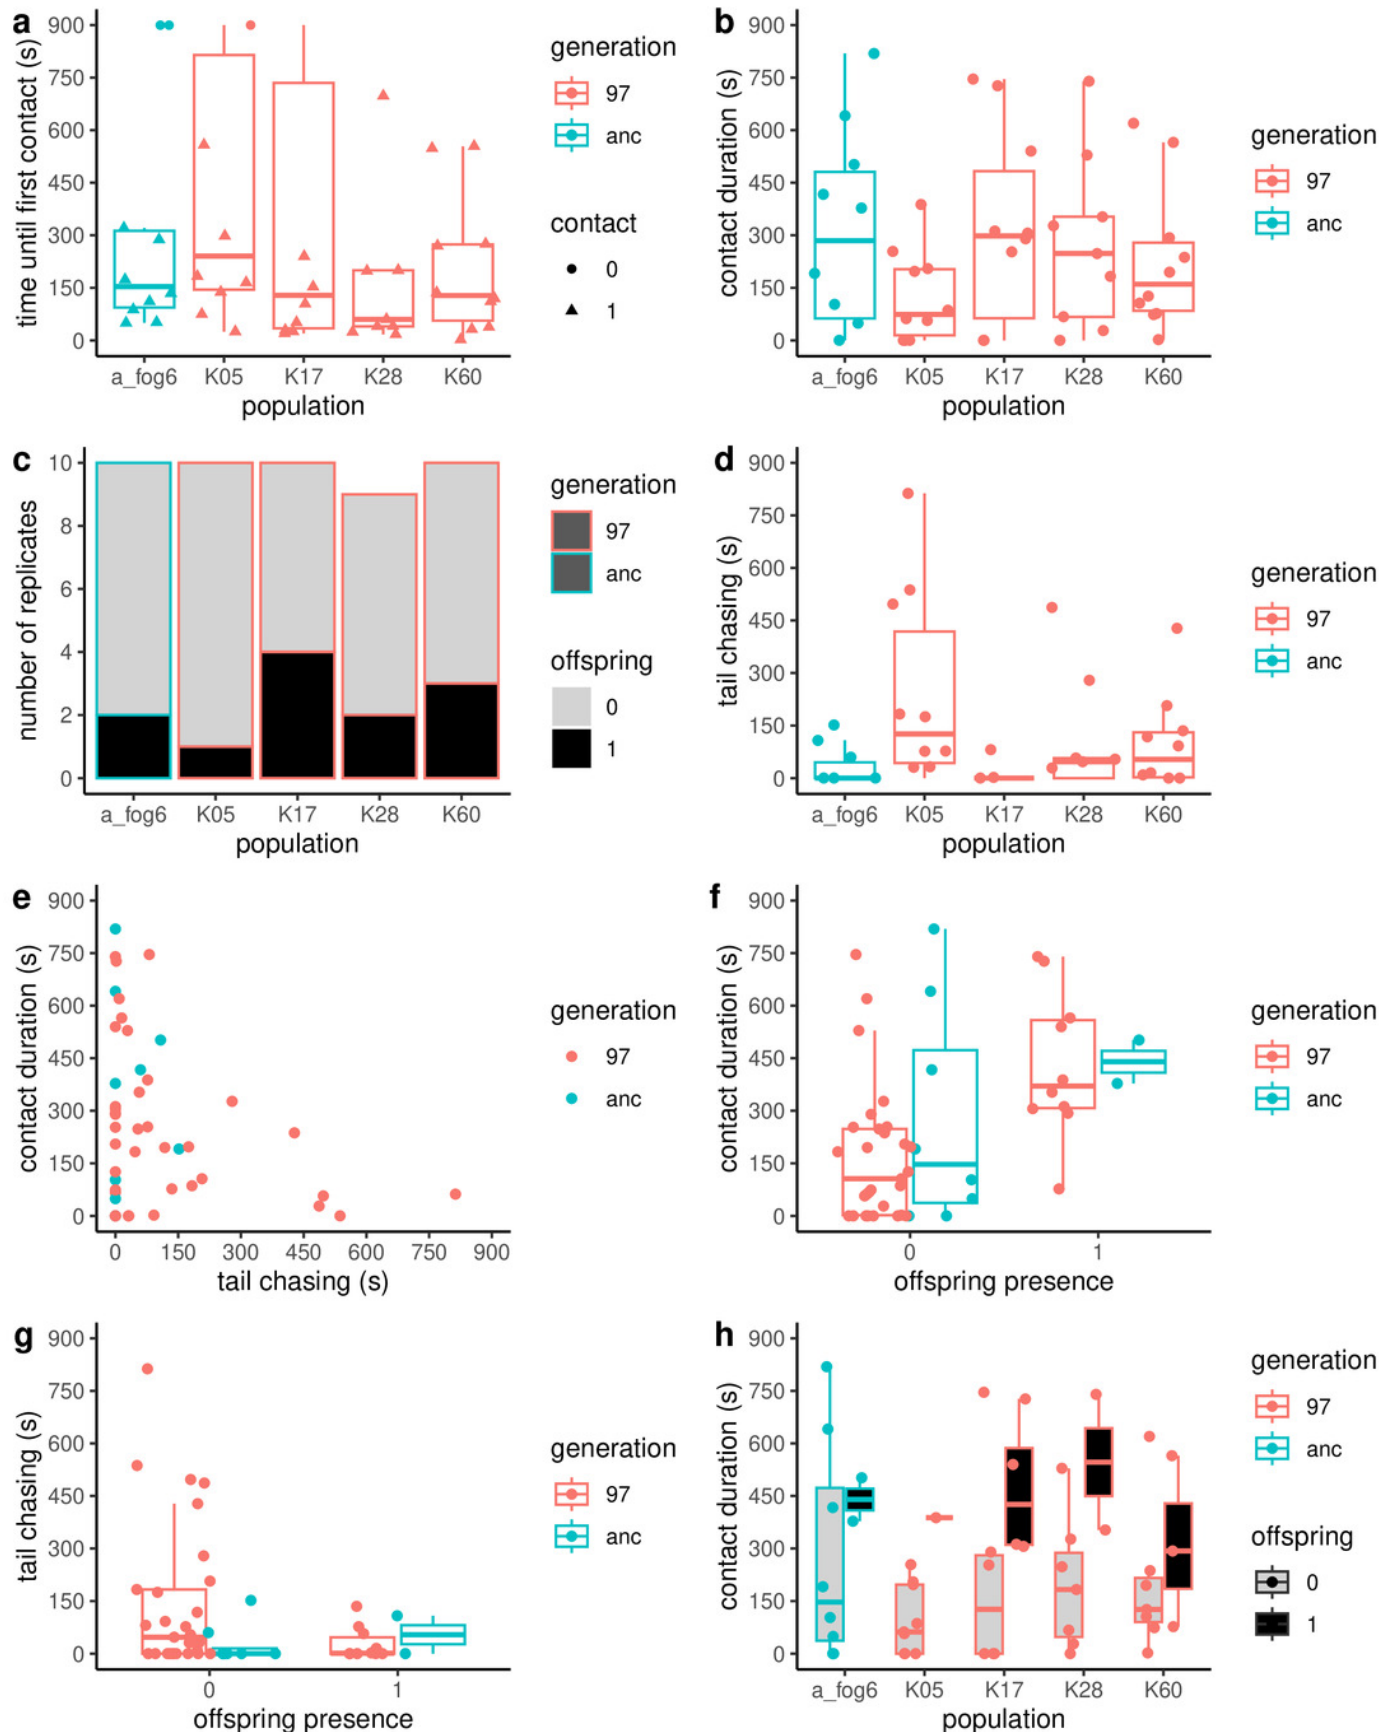 a
time until first contact (s)
900
750
600
450
300
150
0
a_fog6 K05 K17 K28 K60
population
generation
97
anc
contact
0
1
b
contact duration (s)
900
750
600
450
300
150
0
a_fog6 K05 K17 K28 K60
population
generation
97
anc
c
number of replicates
10
8
6
4
2
0
a_fog6 K05 K17 K28 K60
population
generation
97
anc
offspring
0
1
d
tail chasing (s)
900
750
600
450
300
150
0
a_fog6 K05 K17 K28 K60
population
generation
97
anc
e
contact duration (s)
900
750
600
450
300
150
0
0 150 300 450 600 750 900
tail chasing (s)
generation
97
anc
f
contact duration (s)
900
750
600
450
300
150
0
0 1
offspring presence
generation
97
anc
g
tail chasing (s)
900
750
600
450
300
150
0
0 1
offspring presence
generation
97
anc
h
contact duration (s)
900
750
600
450
300
150
0
a_fog6 K05 K17 K28 K60
population
generation
97
anc
offspring
0
1